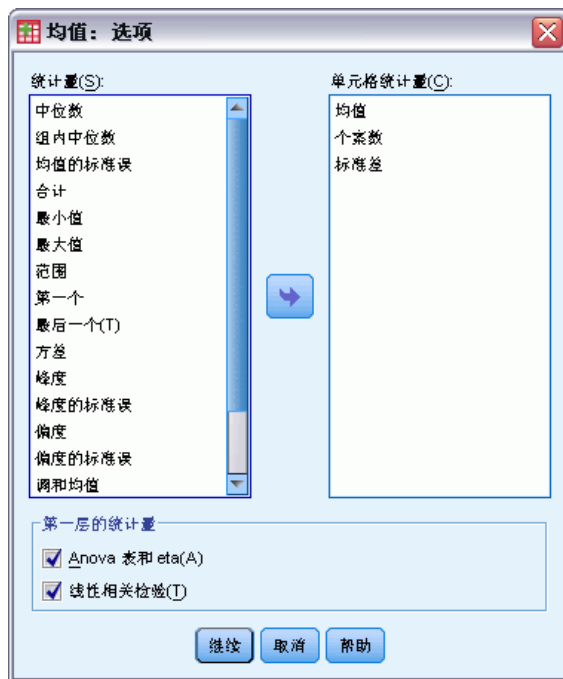 均值：选项
统计量(S):
中位数
组内中位数
均值的标准误
合计
最小值
最大值
范围
第一个
最后一个(T)
方差
峰度
峰度的标准误
偏度
偏度的标准误
调和均值
单元格统计量(C):
均值
个案数
标准差
第一层的统计量
Anova 表和 eta(A)
线性相关检验(T)
继续
取消
帮助